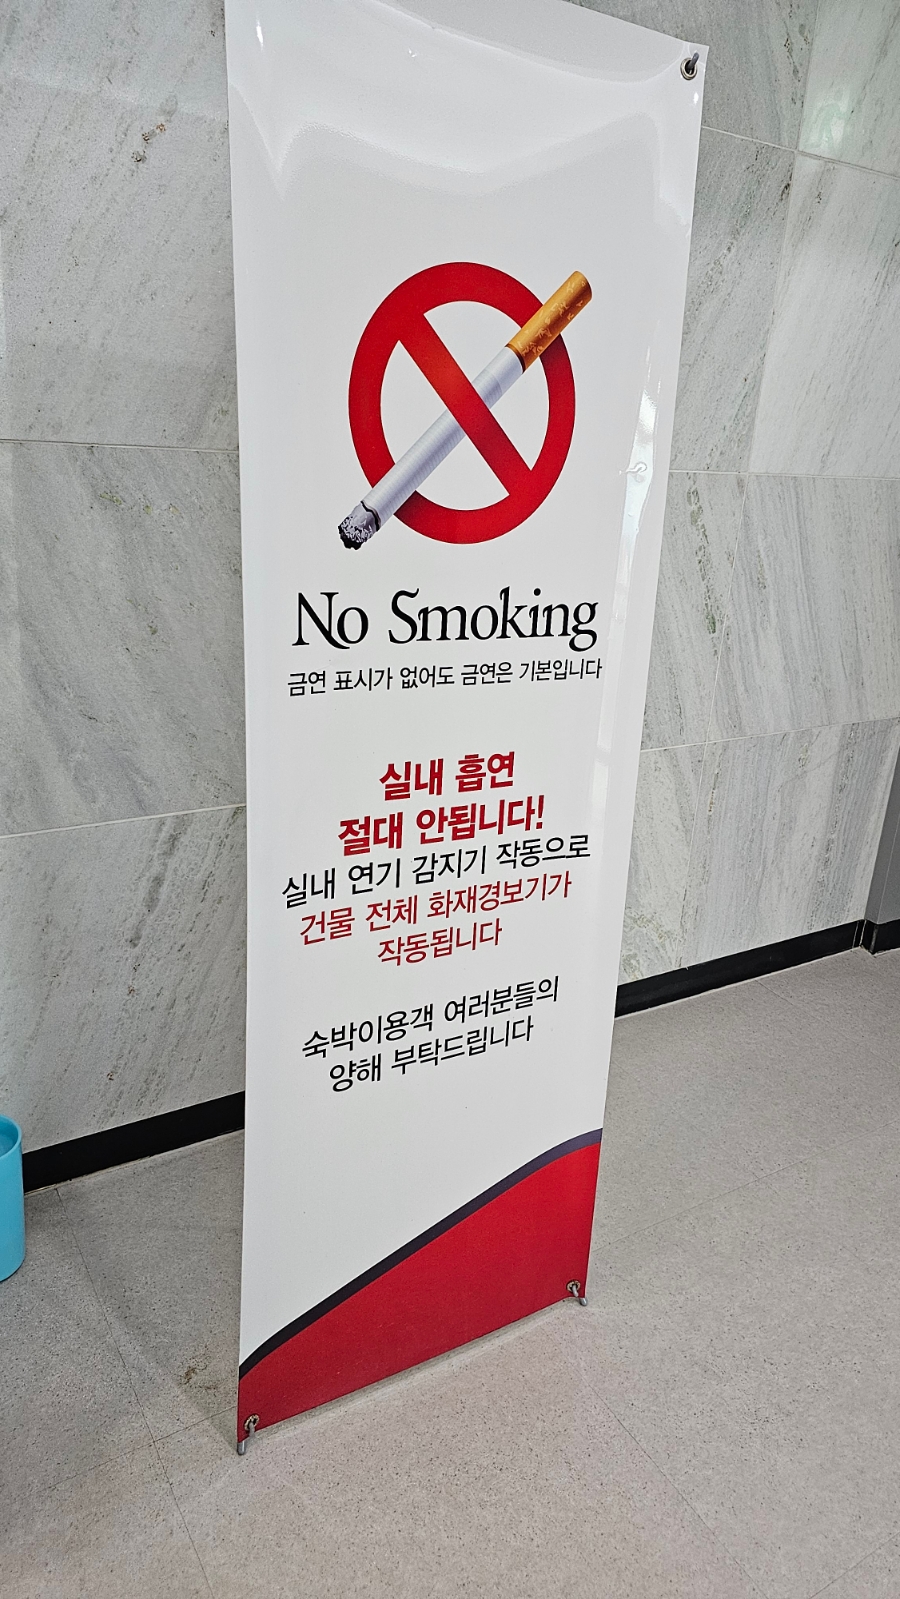 No Smoking
금연 표시가 없어도 금연은 기본입니다
실내 흡연
절대 안됩니다!
실내 연기 감지기 작동으로
건물 전체 화재경보기가
작동됩니다
숙박이용객 여러분들의
양해 부탁드립니다